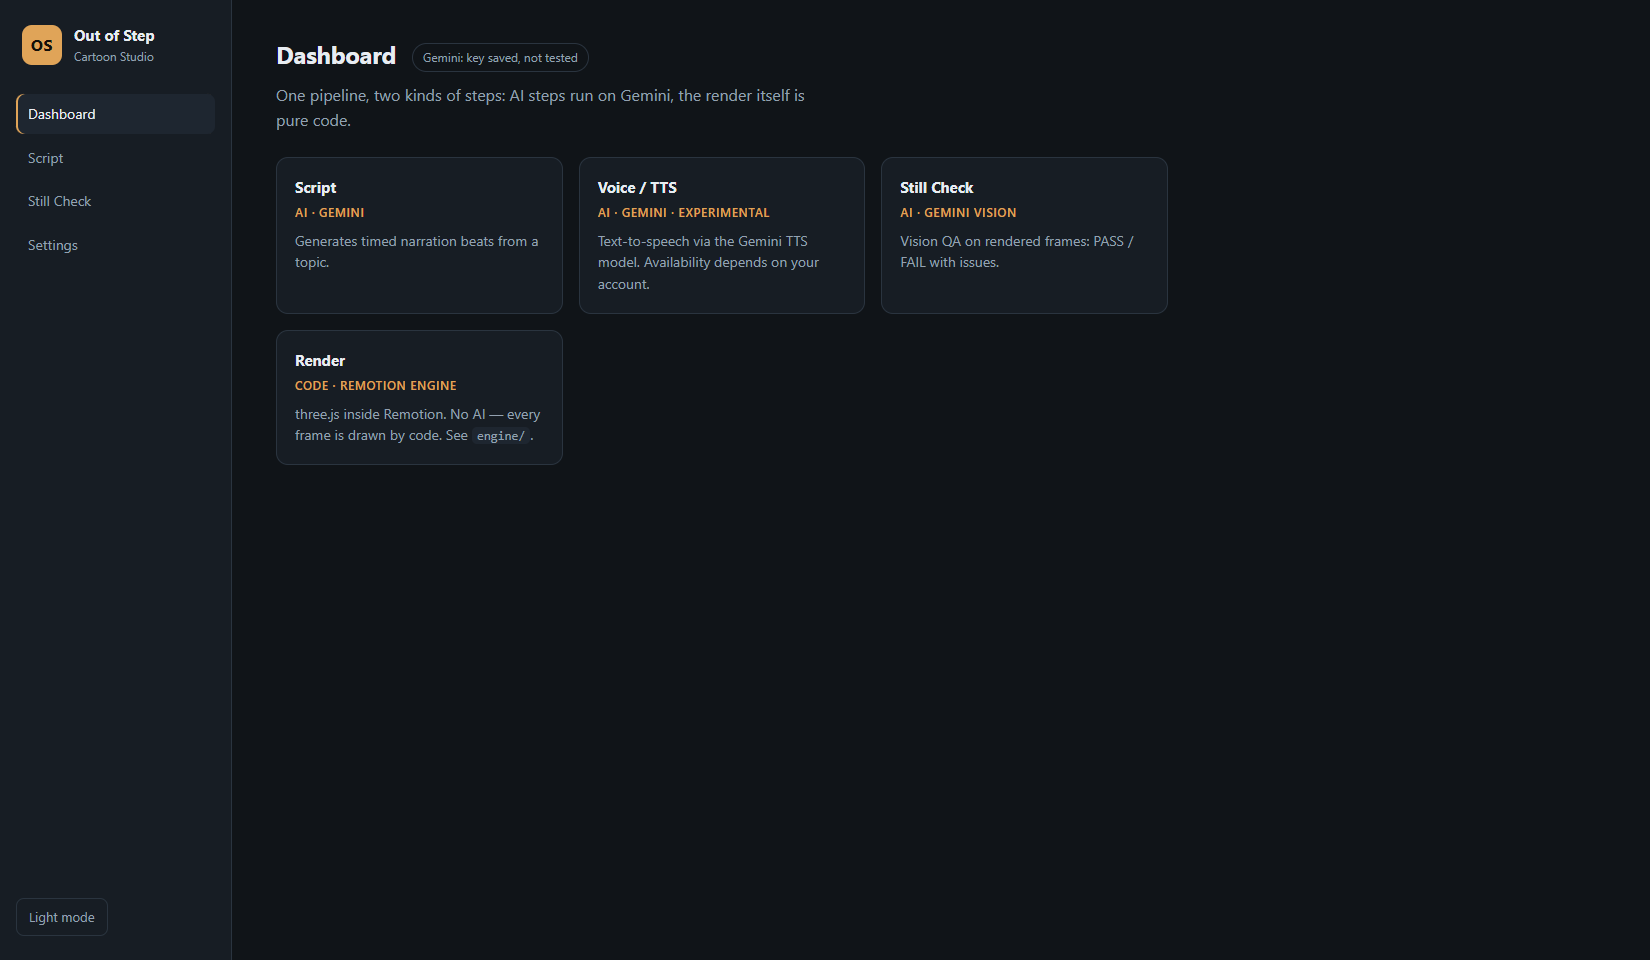 OS
Out of Step
Cartoon Studio
Dashboard
Script
Still Check
Settings
Light mode
Dashboard
Gemini: key saved, not tested
One pipeline, two kinds of steps: AI steps run on Gemini, the render itself is
pure code.
Script
AI · GEMINI
Generates timed narration beats from a
topic.
Voice / TTS
AI · GEMINI · EXPERIMENTAL
Text-to-speech via the Gemini TTS
model. Availability depends on your
account.
Still Check
AI · GEMINI VISION
Vision QA on rendered frames: PASS /
FAIL with issues.
Render
CODE · REMOTION ENGINE
three.js inside Remotion. No AI — every
frame is drawn by code. See engine/.